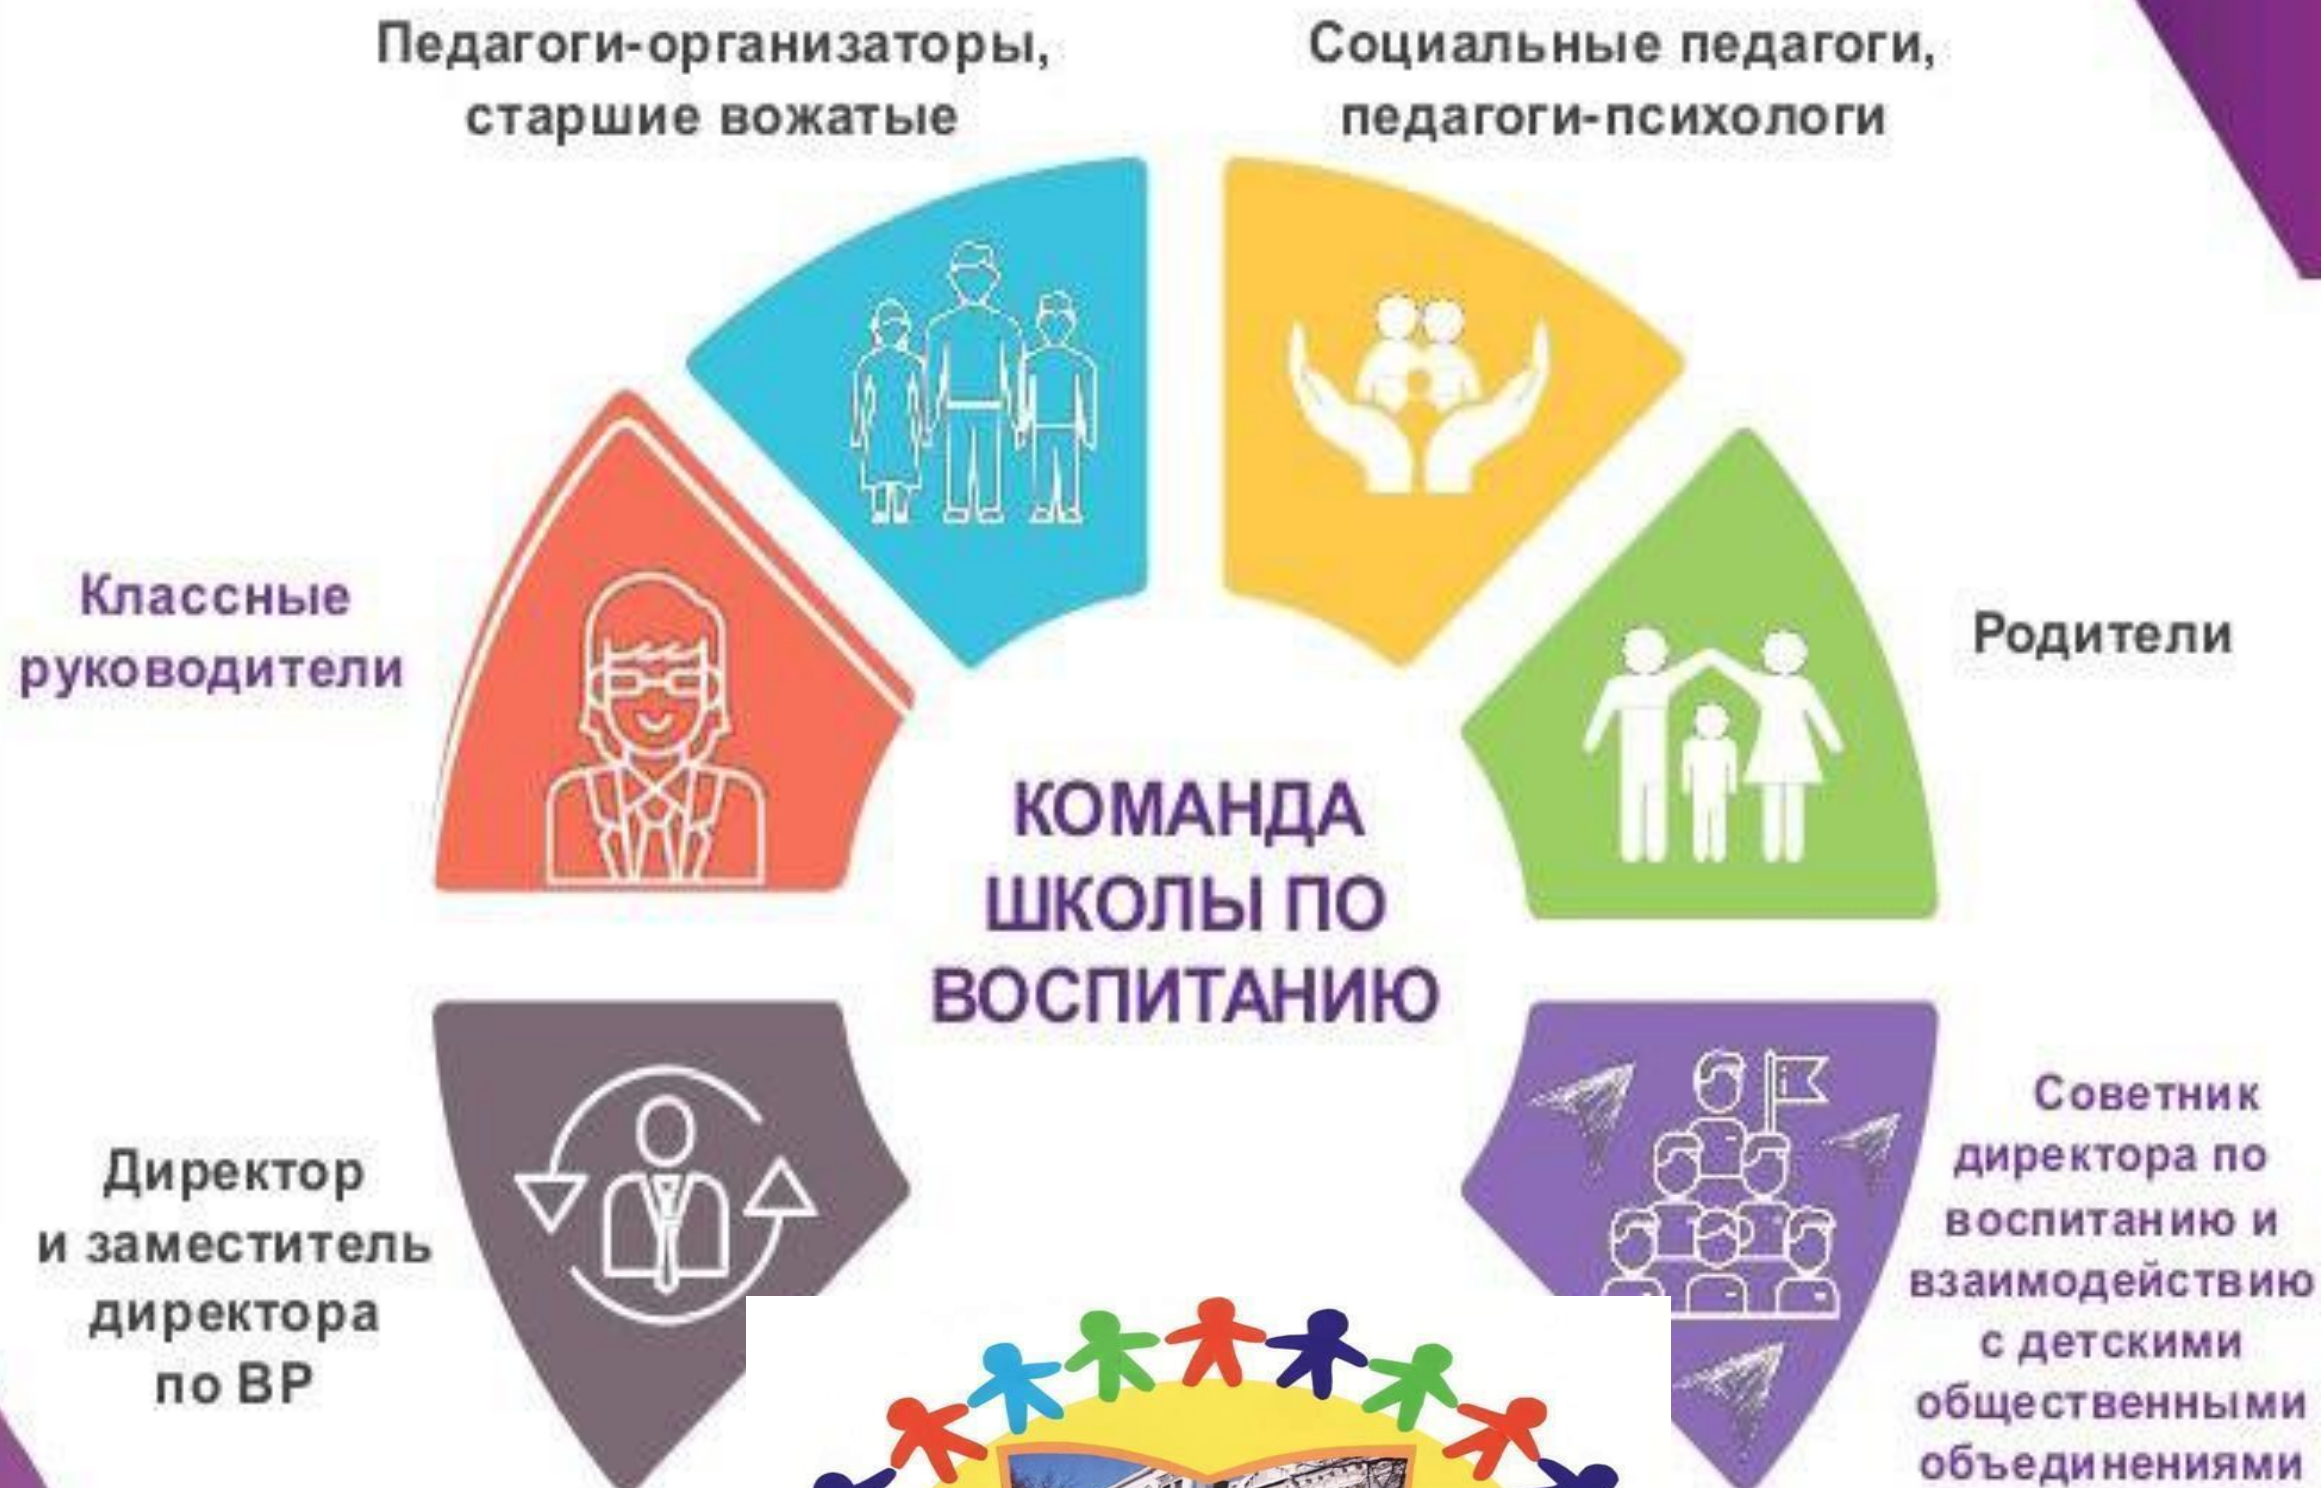 Педагоги-организаторы,
старшие вожатые
Социальные педагоги,
педагоги-психологи
Классные
руководители
Родители
КОМАНДА
ШКОЛЫ ПО
ВОСПИТАНИЮ
Директор
и заместитель
директора
по ВР
Советник
директора по
воспитанию и
взаимодействию
с детскими
общественными
объединениями